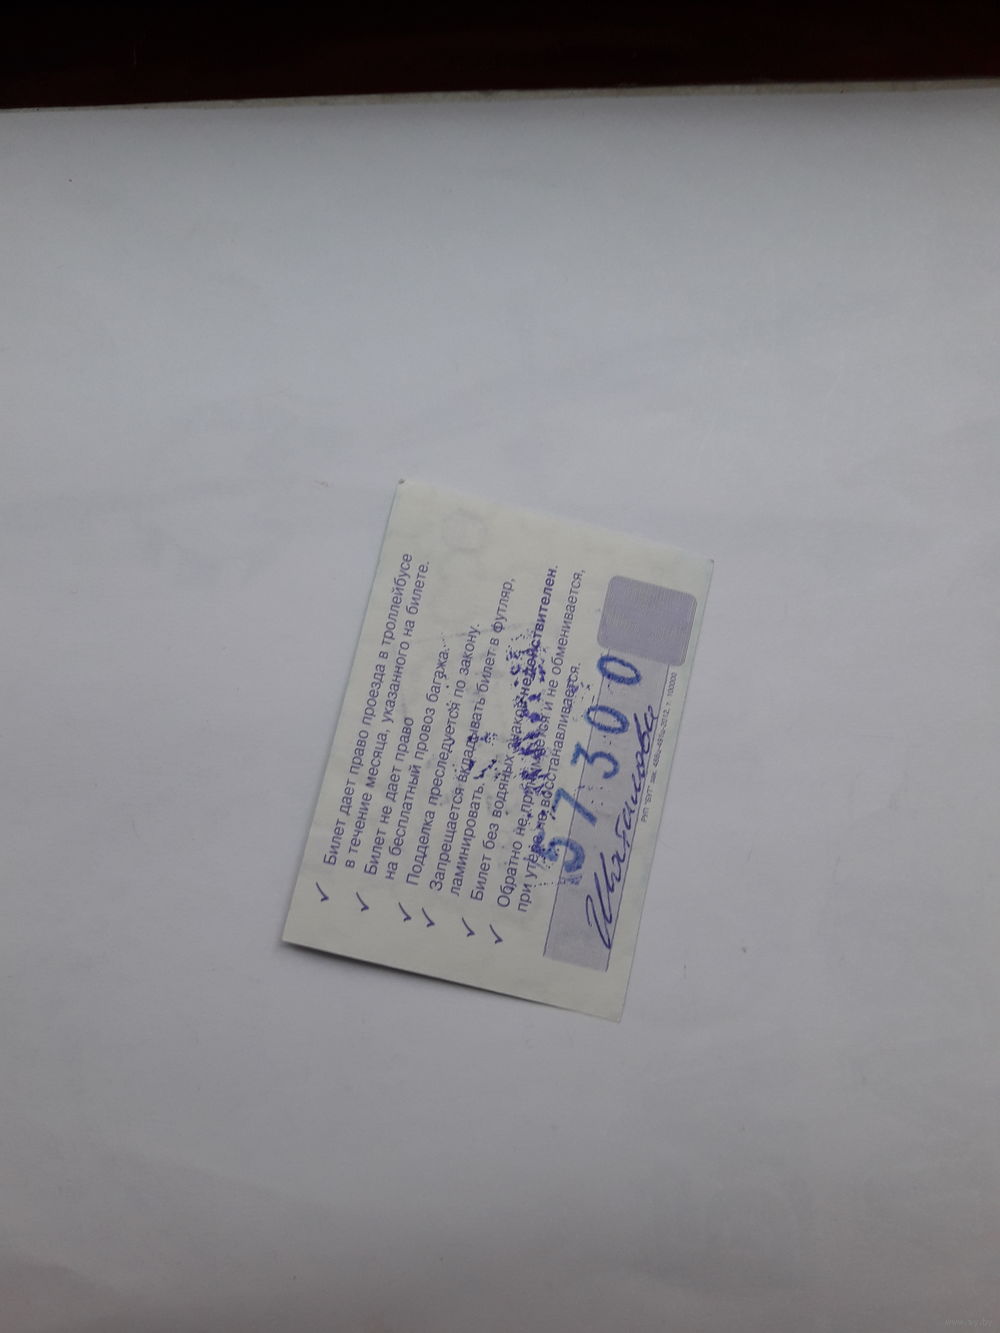 ✓ Билет дает право проезда в троллейбусе
в течение месяца, указанного на билете.
✓ Билет не дает право
на бесплатный провоз багажа.
✓ Подделка преследуется по закону.
✓ Запрещается вкладывать билет в футляр,
ламинировать.
✓ Билет без водяных знаков недействителен.
✓ Обратно не принимается и не обменивается,
при утере не восстанавливается.
57300